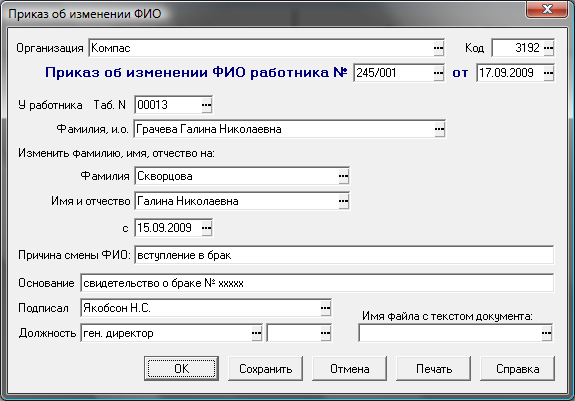 Приказ об изменении ФИО
Организация Компас ... Код 3192 ...
Приказ об изменении ФИО работника № 245/001 ... от 17.09.2009 ...
У работника Таб. N 00013 ...
Фамилия, и.о. Грачева Галина Николаевна ...
Изменить фамилию, имя, отчество на:
Фамилия Скворцова ...
Имя и отчество Галина Николаевна ...
с 15.09.2009 ...
Причина смены ФИО: вступление в брак
Основание свидетельство о браке № xxxxx
Подписал Якобсон Н.С. ...
Имя Файла с текстом документа:
Должность ген. директор ... ... ...
OK Сохранить Отмена Печать Справка